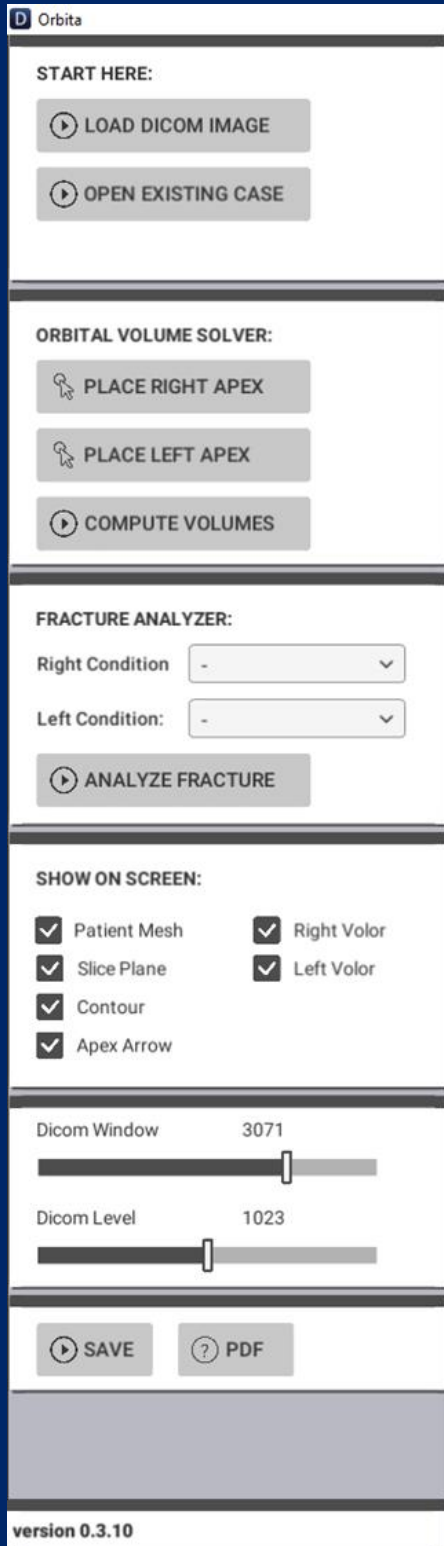 D Orbita
START HERE:
LOAD DICOM IMAGE
OPEN EXISTING CASE
ORBITAL VOLUME SOLVER:
PLACE RIGHT APEX
PLACE LEFT APEX
COMPUTE VOLUMES
FRACTURE ANALYZER:
Right Condition -
Left Condition: -
ANALYZE FRACTURE
SHOW ON SCREEN:
Patient Mesh Right Volor
Slice Plane Left Volor
Contour
Apex Arrow
Dicom Window 3071
Dicom Level 1023
SAVE ? PDF
version 0.3.10